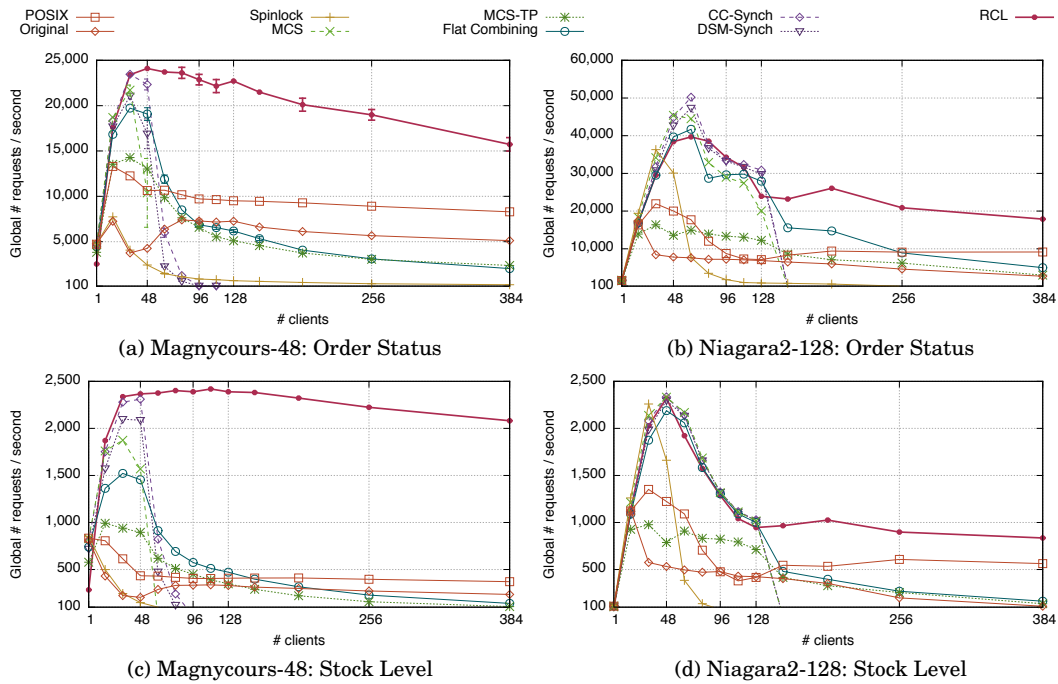 POSIX Spinlock MCS-TP CC-Synch RCL
Original MCS Flat Combining DSM-Synch
25,000
20,000
15,000
10,000
5,000
100
Global # requests / second
1 48 96 128 256 384
# clients
(a) Magnycours-48: Order Status
60,000
50,000
40,000
30,000
20,000
10,000
100
Global # requests / second
1 48 96 128 256 384
# clients
(b) Niagara2-128: Order Status
2,500
2,000
1,500
1,000
500
100
Global # requests / second
1 48 96 128 256 384
# clients
(c) Magnycours-48: Stock Level
2,500
2,000
1,500
1,000
500
100
Global # requests / second
1 48 96 128 256 384
# clients
(d) Niagara2-128: Stock Level